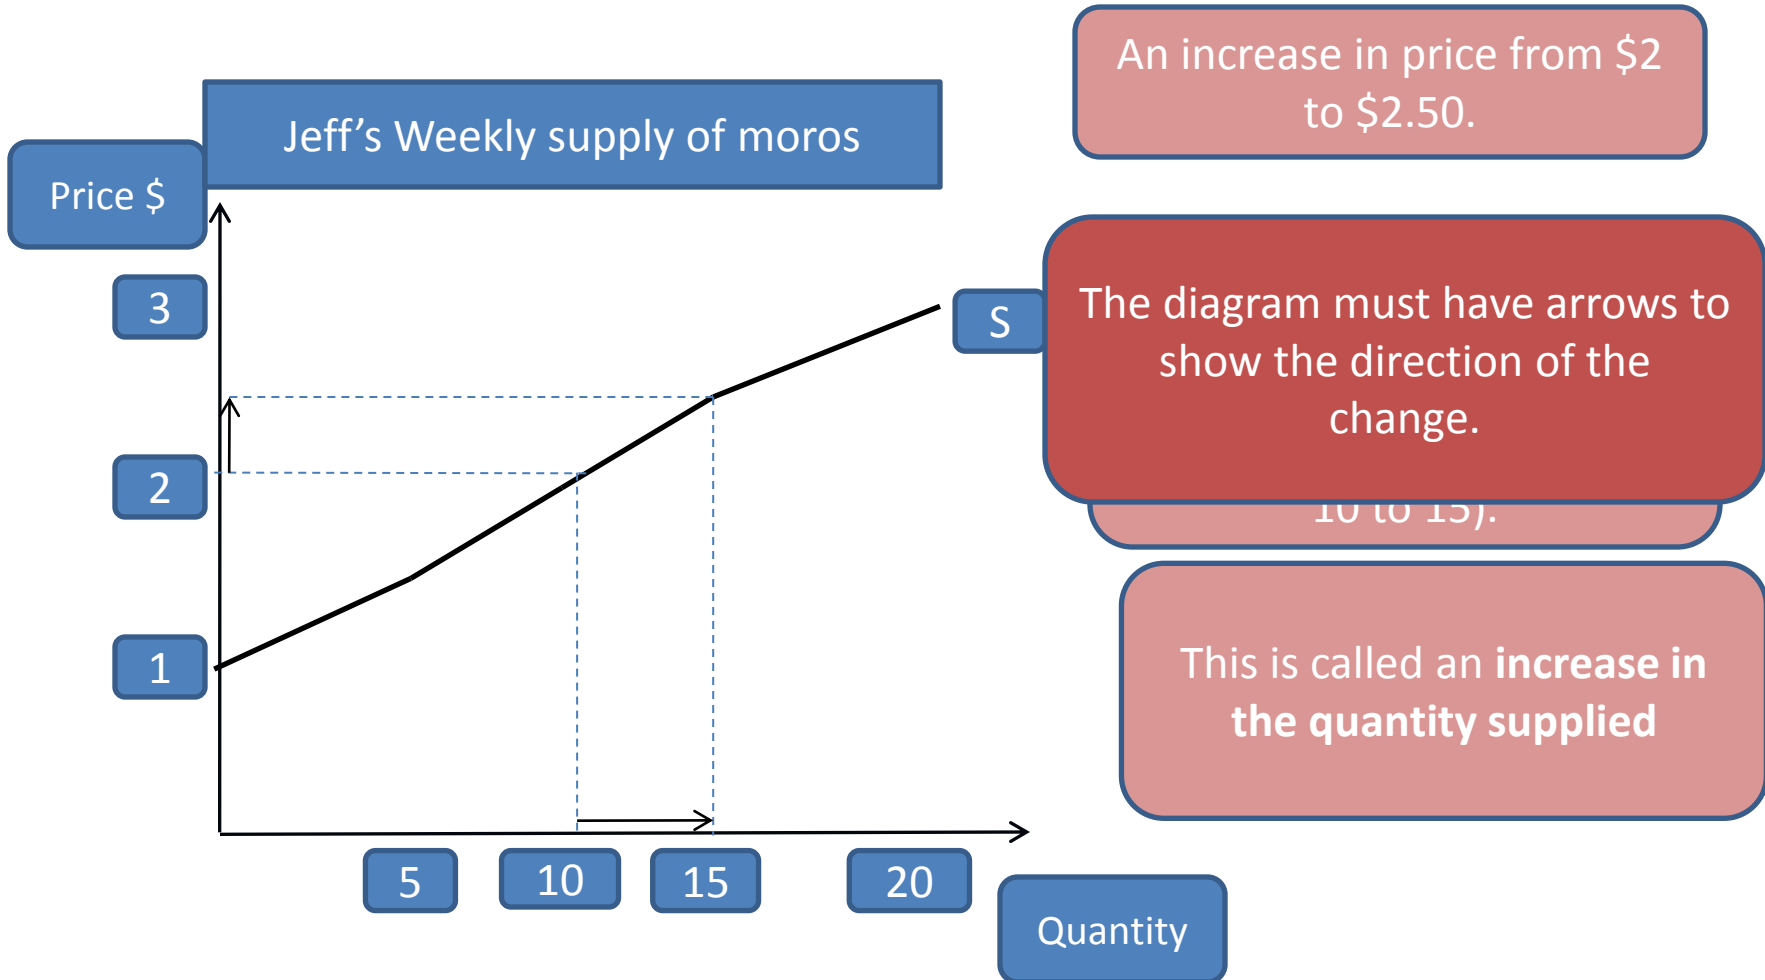 An increase in price from $2
to $2.50.
Jeff's Weekly supply of moros
Price $
3
S
The diagram must have arrows to
show the direction of the
change.
2
10 to 15).
This is called an increase in
the quantity supplied
1
5
10
15
20
Quantity